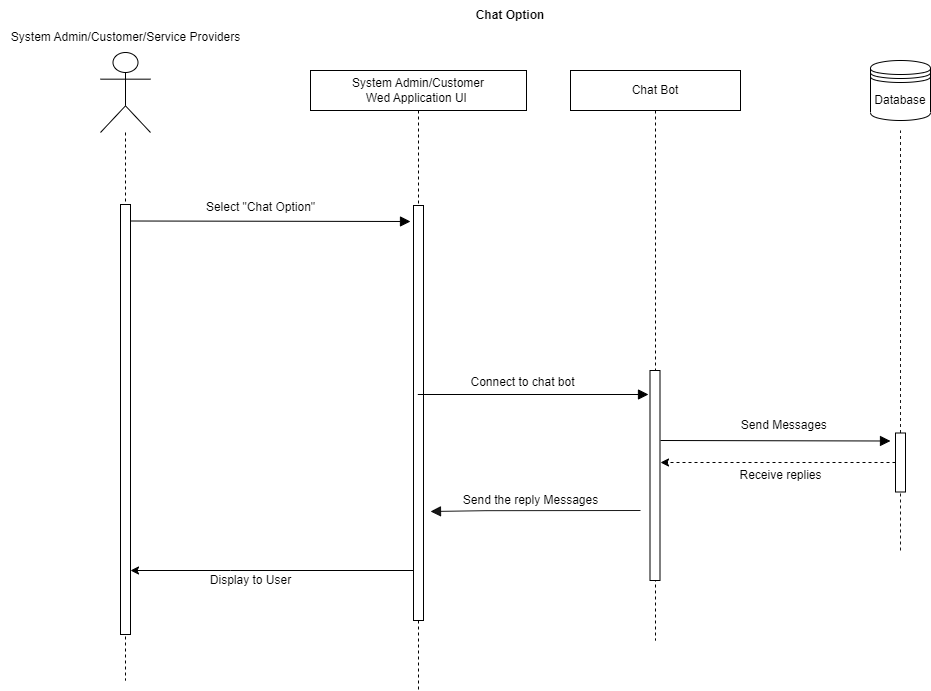 Chat Option
System Admin/Customer/Service Providers
System Admin/Customer
Wed Application UI
Chat Bot
Database
Select "Chat Option"
Connect to chat bot
Send Messages
Receive replies
Send the reply Messages
Display to User